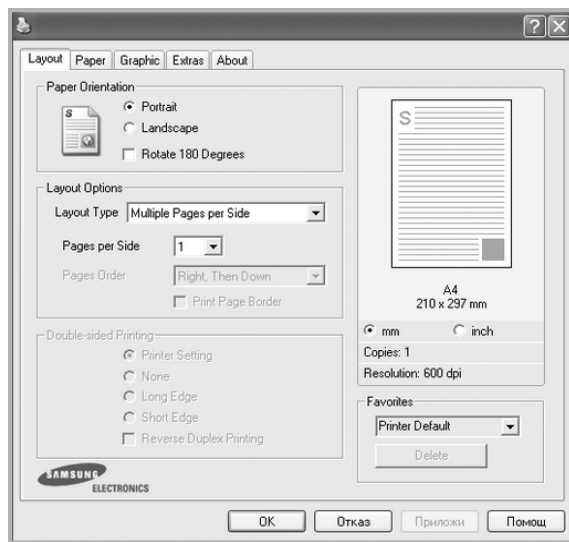 Layout Paper Graphic Extras About
Paper Orientation
S
Portrait
Landscape
Rotate 180 Degrees
Layout Options
Layout Type Multiple Pages per Side
Pages per Side 1
Pages Order Right, Then Down
Print Page Border
Double-sided Printing
Printer Setting
None
Long Edge
Short Edge
Reverse Duplex Printing
SAMSUNG
ELECTRONICS
S
A4
210 x 297 mm
mm inch
Copies: 1
Resolution: 600 dpi
Favorites
Printer Default
Delete
OK Отказ Приложи Помощ